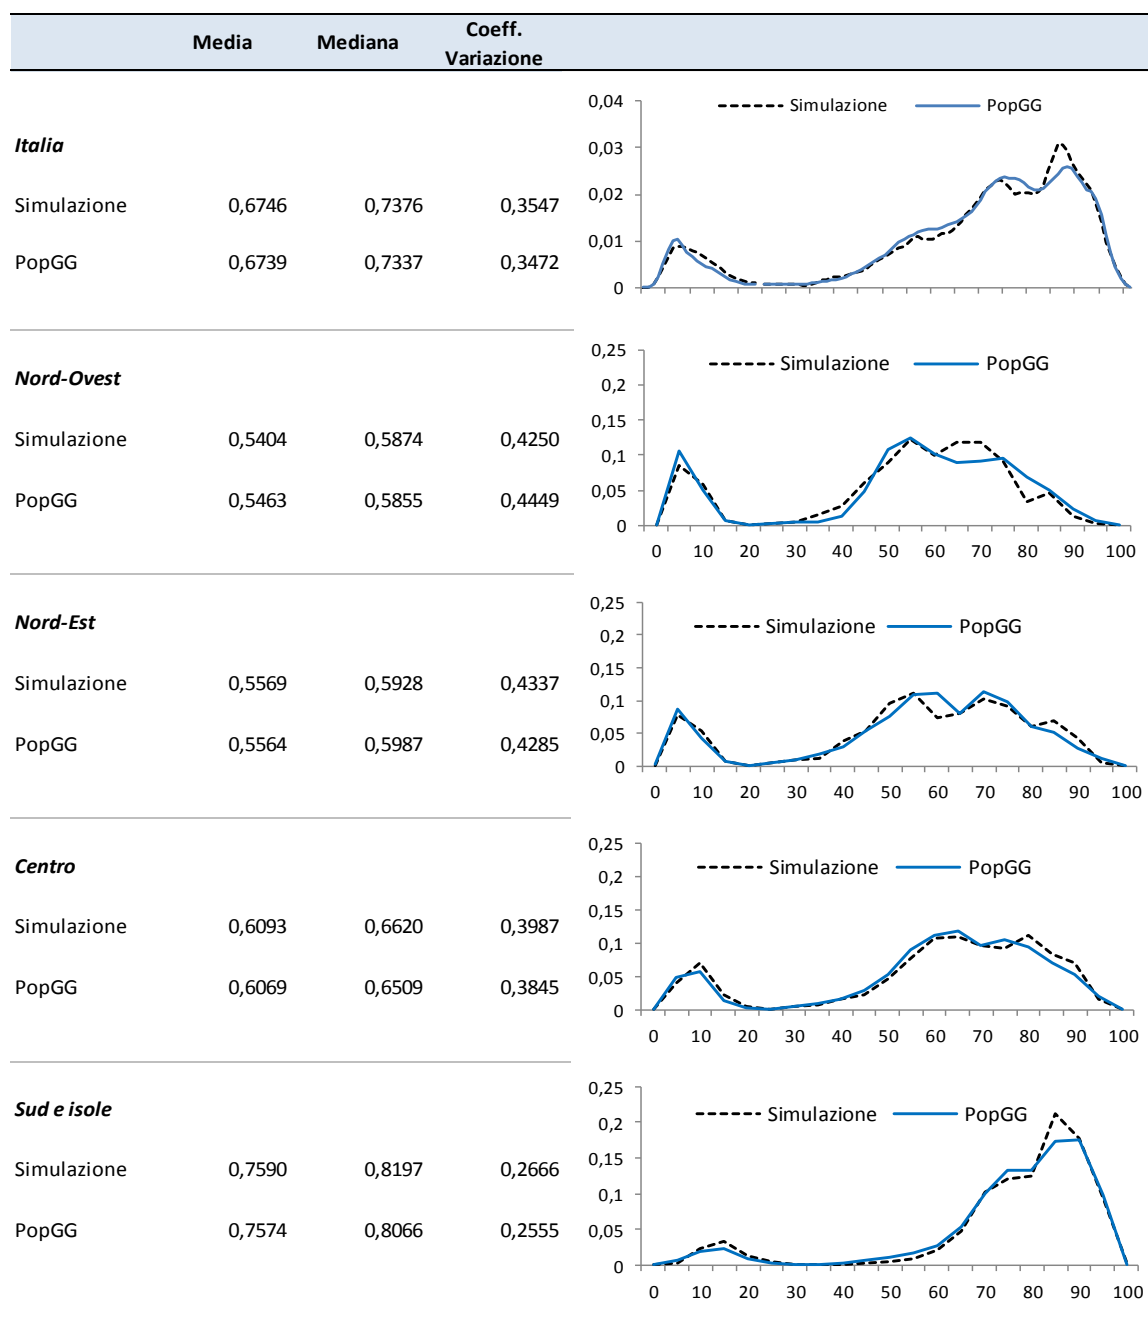 Media Mediana Coeff. Variazione
Italia
Simulazione 0,6746 0,7376 0,3547
PopGG 0,6739 0,7337 0,3472
0,04
0,03
0,02
0,01
0
Simulazione PopGG
Nord-Ovest
Simulazione 0,5404 0,5874 0,4250
PopGG 0,5463 0,5855 0,4449
0,25
0,2
0,15
0,1
0,05
0
Simulazione PopGG
0 10 20 30 40 50 60 70 80 90 100
Nord-Est
Simulazione 0,5569 0,5928 0,4337
PopGG 0,5564 0,5987 0,4285
0,25
0,2
0,15
0,1
0,05
0
Simulazione PopGG
0 10 20 30 40 50 60 70 80 90 100
Centro
Simulazione 0,6093 0,6620 0,3987
PopGG 0,6069 0,6509 0,3845
0,25
0,2
0,15
0,1
0,05
0
Simulazione PopGG
0 10 20 30 40 50 60 70 80 90 100
Sud e isole
Simulazione 0,7590 0,8197 0,2666
PopGG 0,7574 0,8066 0,2555
0,25
0,2
0,15
0,1
0,05
0
Simulazione PopGG
0 10 20 30 40 50 60 70 80 90 100